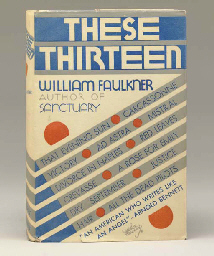 THESE
THIRTEEN
WILLIAM FAULKNER
AUTHOR OF
SANCTUARY
THAT EVENING SUN • CARCASSONNE
VICTORY • AD ASTRA • MISTRAL
DIVORCE IN NAPLES • RED LEAVES
CREVASSE • A ROSE FOR EMILY
DRY SEPTEMBER • JUSTICE
HAIR • ALL THE DEAD PILOTS
"AN AMERICAN WHO WRITES LIKE
AN ANGEL"-ARNOLD BENNETT